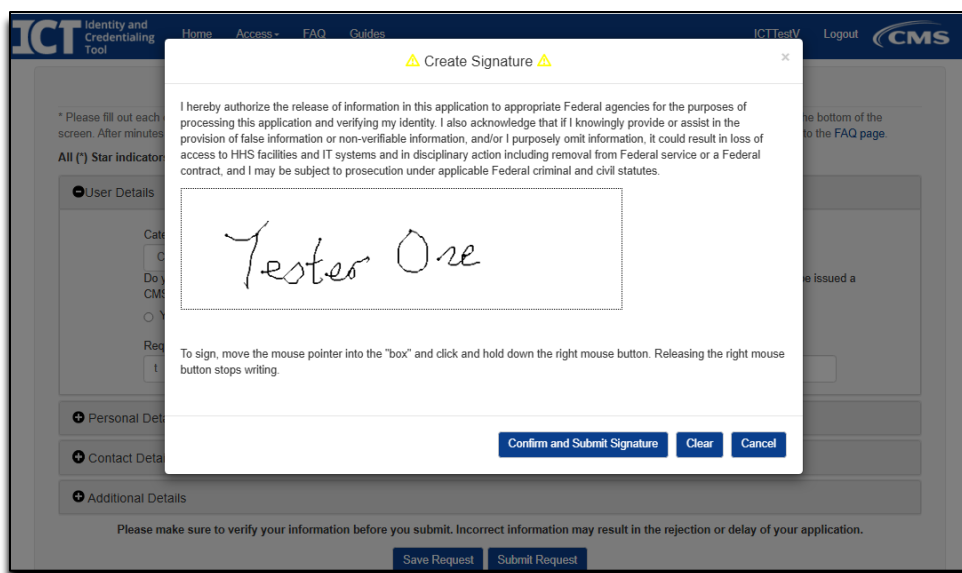 ICT Identity and
Credentialing
Tool
Home Access FAQ Guides ICTTestV Logout CMS
Create Signature ×
* Please fill out each
he bottom of the
screen. After minutes
to the FAQ page.
All (*) Star indicator
I hereby authorize the release of information in this application to appropriate Federal agencies for the purposes of
processing this application and verifying my identity. I also acknowledge that if I knowingly provide or assist in the
provision of false information or non-verifiable information, and/or I purposely omit information, it could result in loss of
access to HHS facilities and IT systems and in disciplinary action including removal from Federal service or a Federal
contract, and I may be subject to prosecution under applicable Federal criminal and civil statutes.
User Details
Cate
C
Do y
e issued a
CMS
Y
Req
t
Tester One
To sign, move the mouse pointer into the "box" and click and hold down the right mouse button. Releasing the right mouse
button stops writing.
Confirm and Submit Signature Clear Cancel
Personal Deta
Contact Detai
Additional Details
Please make sure to verify your information before you submit. Incorrect information may result in the rejection or delay of your application.
Save Request Submit Request